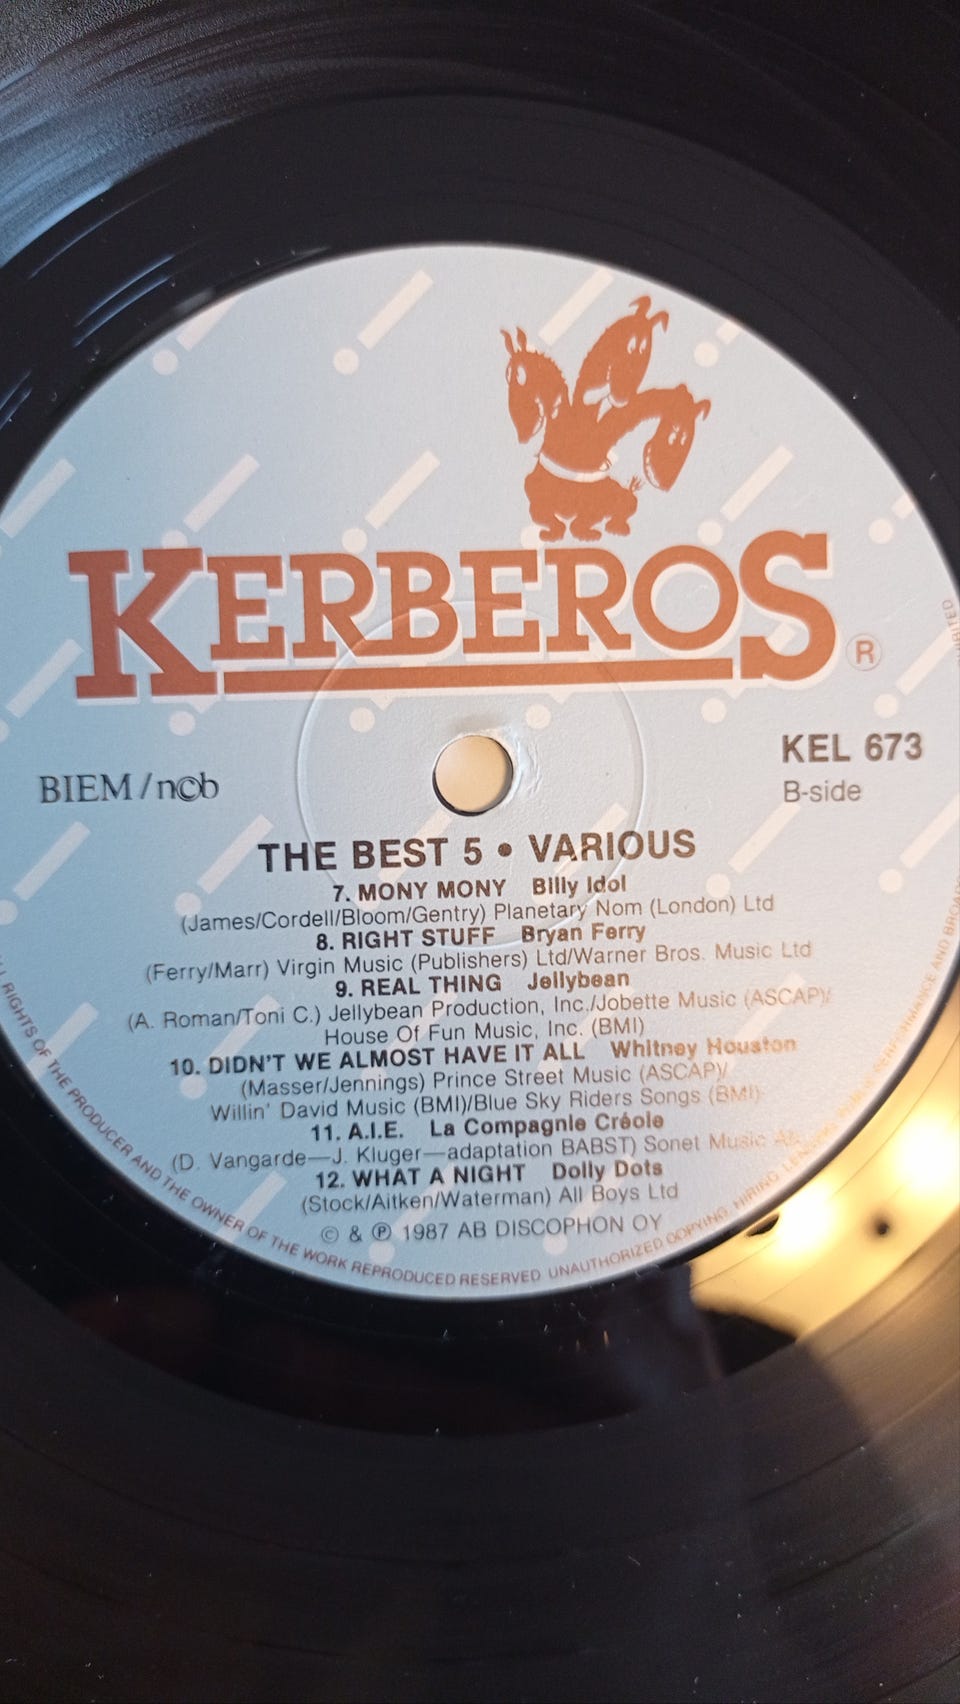 KERBEROS
®
BIEM/n©b
KEL 673
B-side
THE BEST 5 • VARIOUS
7. MONY MONY Billy Idol
(James/Cordell/Bloom/Gentry) Planetary Nom (London) Ltd
8. RIGHT STUFF Bryan Ferry
(Ferry/Marr) Virgin Music (Publishers) Ltd/Warner Bros. Music Ltd
9. REAL THING Jellybean
(A. Roman/Toni C.) Jellybean Production, Inc./Jobette Music (ASCAP)/
House Of Fun Music, Inc. (BMI)
10. DIDN'T WE ALMOST HAVE IT ALL Whitney Houston
(Masser/Jennings) Prince Street Music (ASCAP)/
Willin' David Music (BMI)/Blue Sky Riders Songs (BMI)
11. A.I.E. La Compagnie Créole
(D. Vangarde—J. Kluger—adaptation BABST) Sonet Music
12. WHAT A NIGHT Dolly Dots
(Stock/Aitken/Waterman) All Boys Ltd
© & ℗ 1987 AB DISCOPHON OY
RIGHTS OF THE PRODUCER AND THE OWNER OF THE WORK REPRODUCED RESERVED UNAUTHORIZED COPYING, HIRING, PERFORMANCE AND